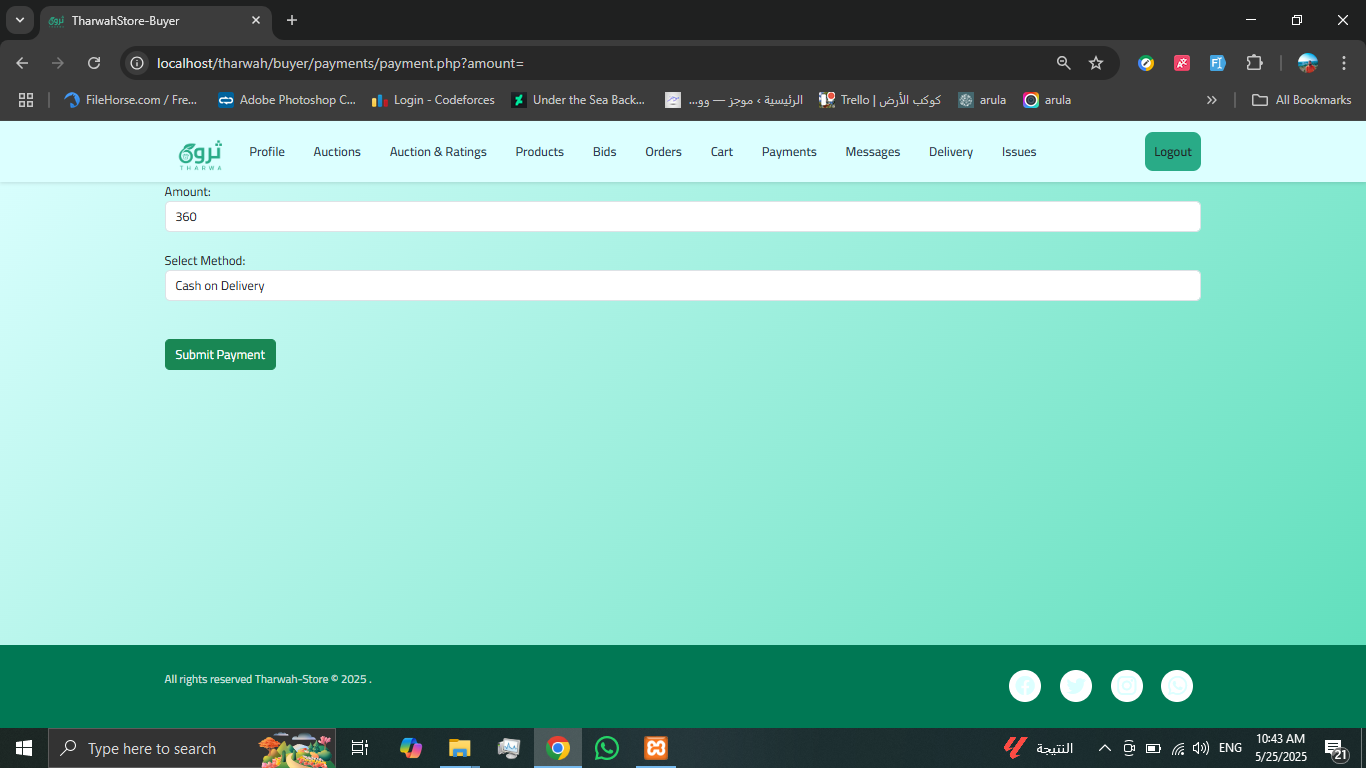 TharwahStore-Buyer
localhost/tharwah/buyer/payments/payment.php?amount=
FileHorse.com / Fre...
Adobe Photoshop C...
Login - Codeforces
Under the Sea Back...
الرئيسية › موجز — وو...
كوكب الأرض | Trello
arula
arula
All Bookmarks
ثروة
THARWA
Profile
Auctions
Auction & Ratings
Products
Bids
Orders
Cart
Payments
Messages
Delivery
Issues
Logout
Amount:
360
Select Method:
Cash on Delivery
Submit Payment
All rights reserved Tharwah-Store © 2025 .
Type here to search
النتيجة
ENG
10:43 AM
5/25/2025
21